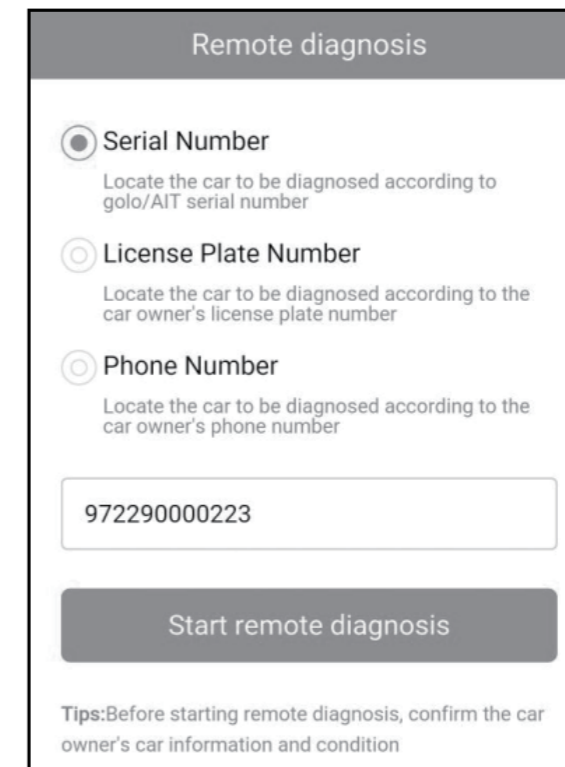 Remote diagnosis
Serial Number
Locate the car to be diagnosed according to
golo/AIT serial number
License Plate Number
Locate the car to be diagnosed according to the
car owner's license plate number
Phone Number
Locate the car to be diagnosed according to the
car owner's phone number
972290000223
Start remote diagnosis
Tips:Before starting remote diagnosis, confirm the car
owner's car information and condition